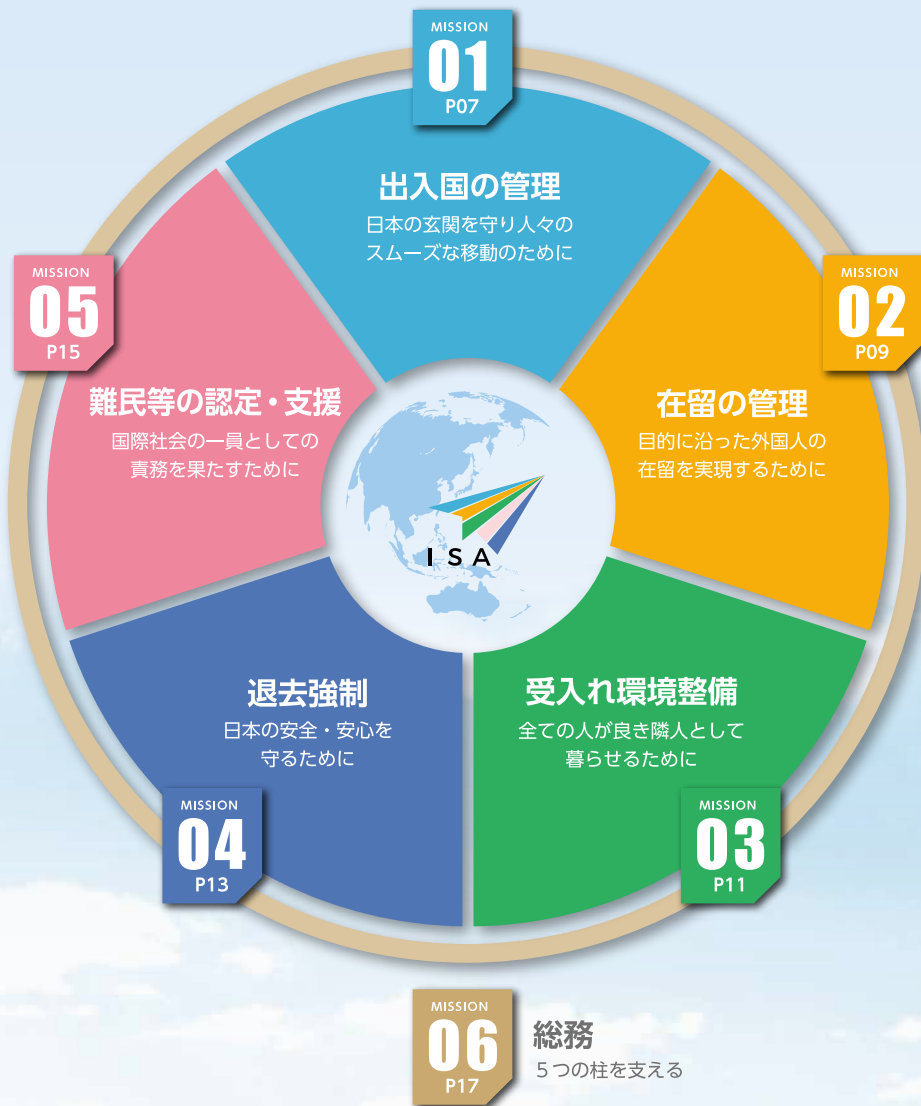 MISSION
01
P07
出入国の管理
日本の玄関を守り人々の
スムーズな移動のために
MISSION
02
P09
在留の管理
目的に沿った外国人の
在留を実現するために
MISSION
03
P11
受入れ環境整備
全ての人が良き隣人として
暮らせるために
MISSION
04
P13
退去強制
日本の安全・安心を
守るために
MISSION
05
P15
難民等の認定・支援
国際社会の一員としての
責務を果たすために
ISA
MISSION
06
P17
総務
5つの柱を支える